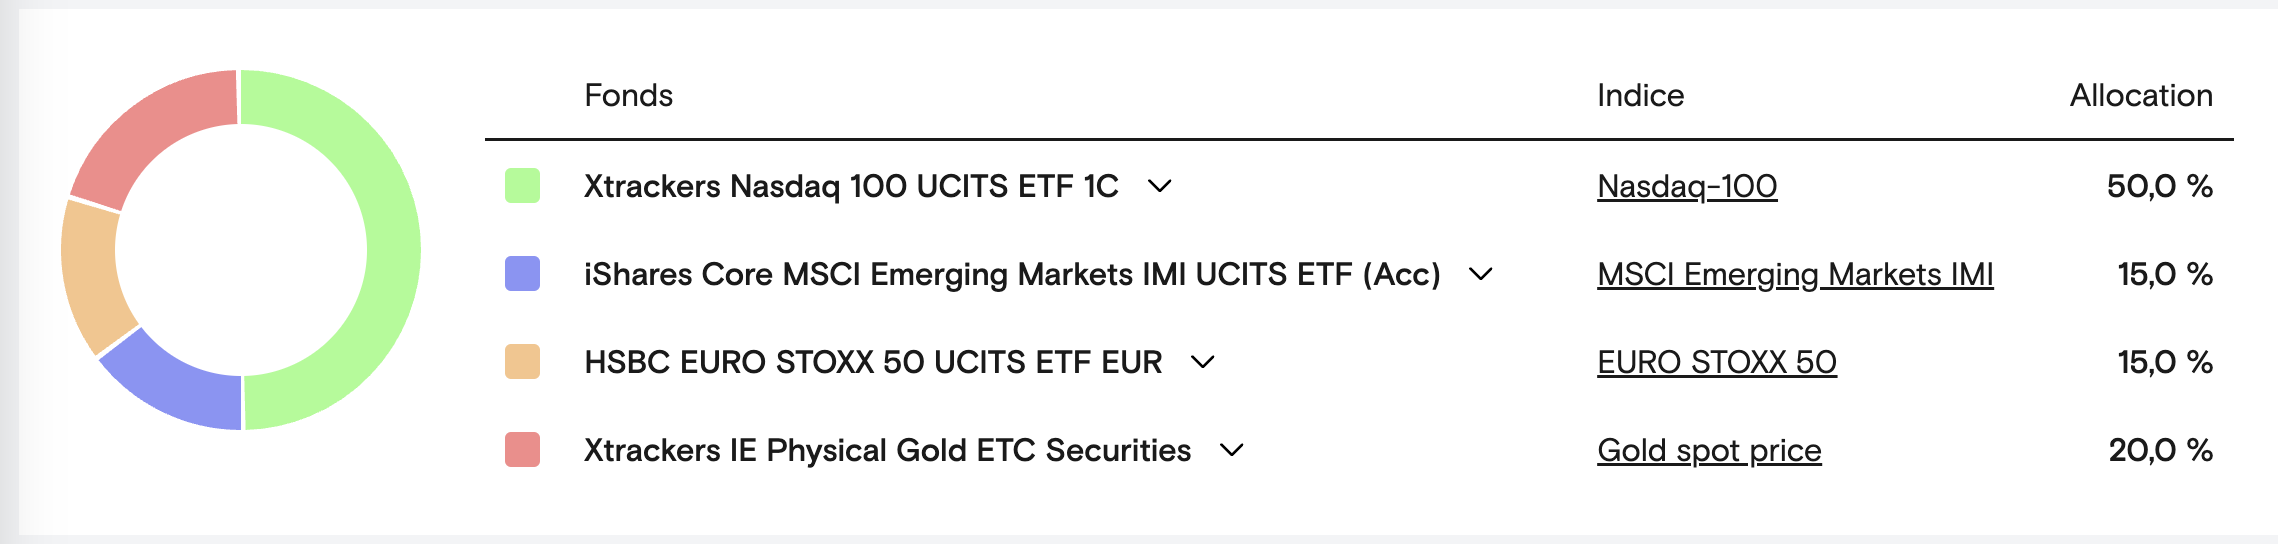 Fonds Indice Allocation
Xtrackers Nasdaq 100 UCITS ETF 1C Nasdaq-100 50,0 %
iShares Core MSCI Emerging Markets IMI UCITS ETF (Acc) MSCI Emerging Markets IMI 15,0 %
HSBC EURO STOXX 50 UCITS ETF EUR EURO STOXX 50 15,0 %
Xtrackers IE Physical Gold ETC Securities Gold spot price 20,0 %